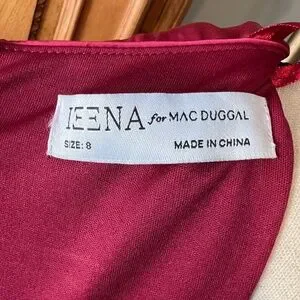 IEENA for MAC DUGGAL
SIZE: 8 MADE IN CHINA